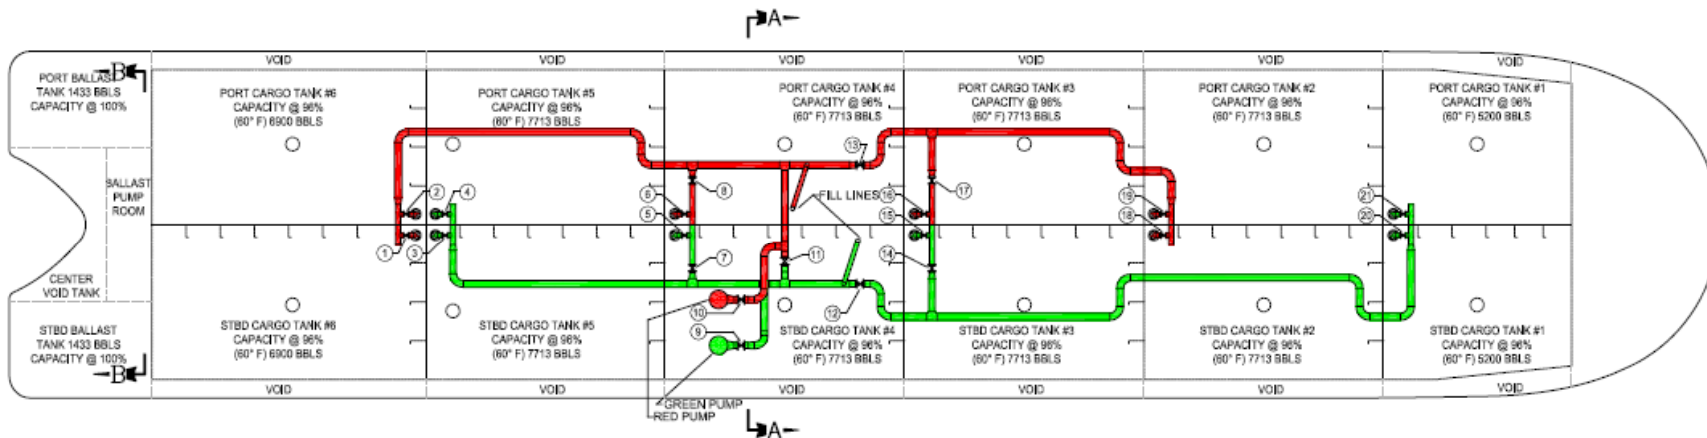 A
VOID
VOID
VOID
VOID
VOID
VOID
B
PORT BALLAST
TANK 1433 BBLS
CAPACITY @ 100%
PORT CARGO TANK #6
CAPACITY @ 96%
(60° F) 6900 BBLS
PORT CARGO TANK #5
CAPACITY @ 96%
(60° F) 7713 BBLS
PORT CARGO TANK #4
CAPACITY @ 96%
(60° F) 7713 BBLS
PORT CARGO TANK #3
CAPACITY @ 96%
(60° F) 7713 BBLS
PORT CARGO TANK #2
CAPACITY @ 96%
(60° F) 7713 BBLS
PORT CARGO TANK #1
CAPACITY @ 96%
(60° F) 5200 BBLS
13
BALLAST
PUMP
ROOM
2
4
6
8
FILL LINES
16
17
19
21
1
3
5
7
11
15
14
18
20
CENTER
VOID TANK
10
9
12
STBD BALLAST
TANK 1433 BBLS
CAPACITY @ 100%
B
STBD CARGO TANK #6
CAPACITY @ 96%
(60° F) 6900 BBLS
STBD CARGO TANK #5
CAPACITY @ 96%
(60° F) 7713 BBLS
STBD CARGO TANK #4
CAPACITY @ 96%
(60° F) 7713 BBLS
STBD CARGO TANK #3
CAPACITY @ 96%
(60° F) 7713 BBLS
STBD CARGO TANK #2
CAPACITY @ 96%
(60° F) 7713 BBLS
STBD CARGO TANK #1
CAPACITY @ 96%
(60° F) 5200 BBLS
VOID
VOID
VOID
VOID
VOID
VOID
GREEN PUMP
RED PUMP
A